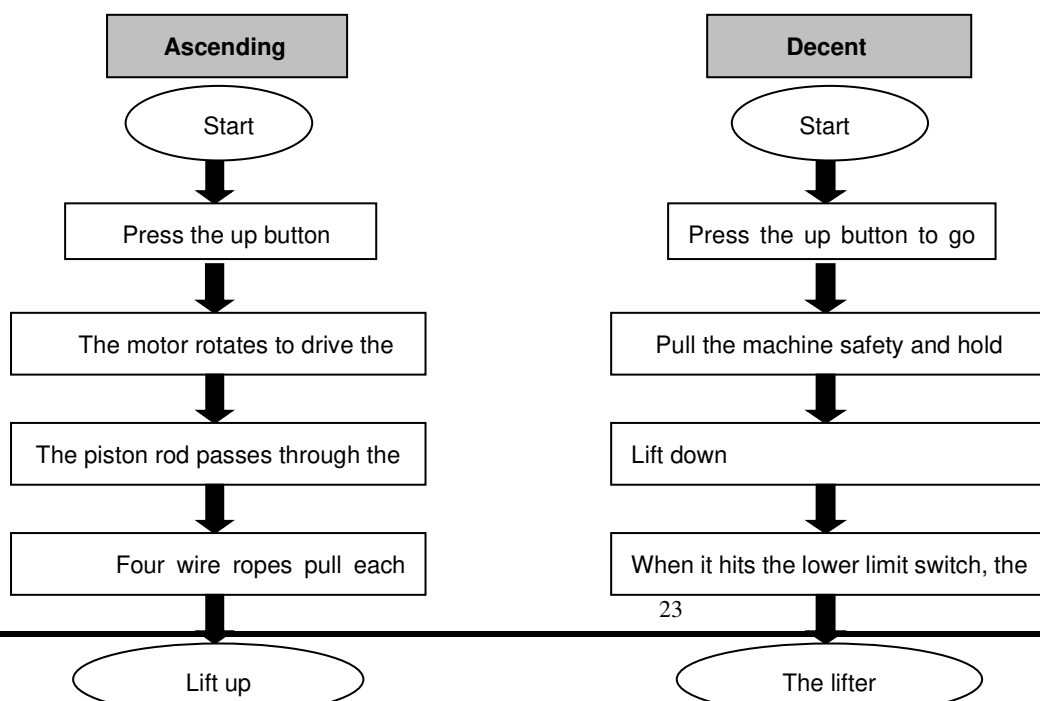 Ascending
Start
Press the up button
The motor rotates to drive the
The piston rod passes through the
Four wire ropes pull each
Lift up
Decent
Start
Press the up button to go
Pull the machine safety and hold
Lift down
When it hits the lower limit switch, the
The lifter
23